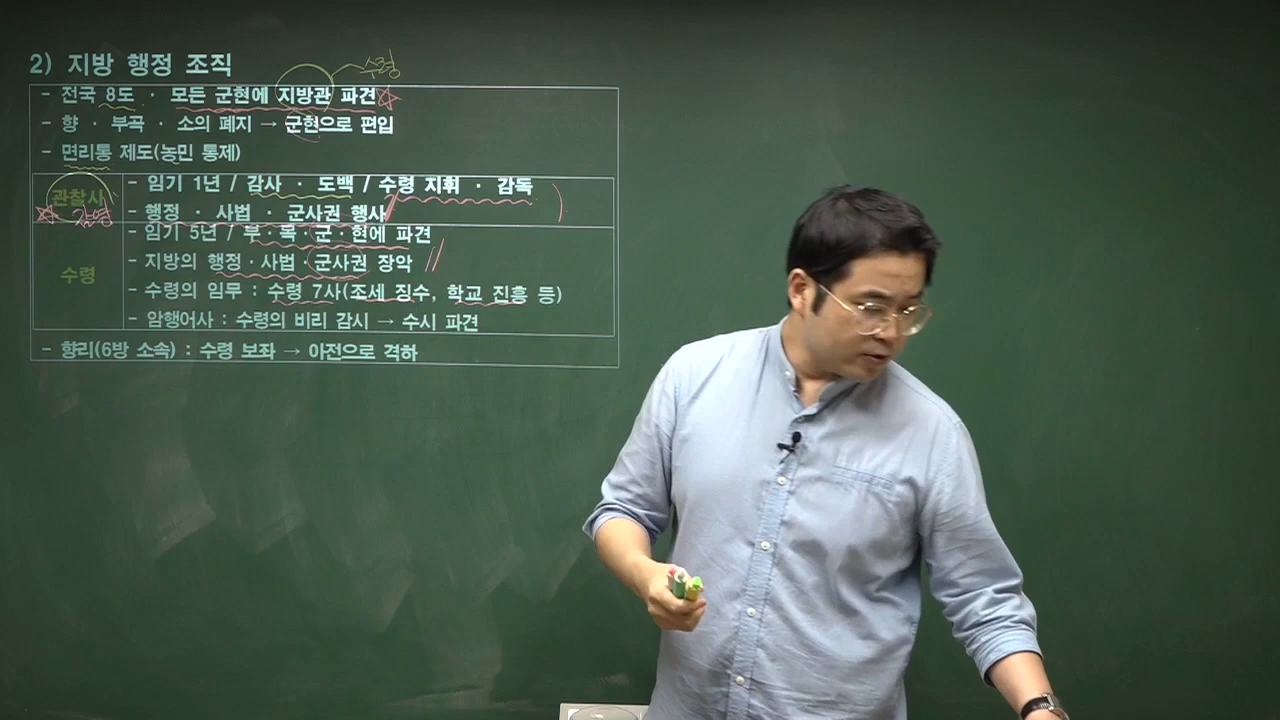 2) 지방 행정 조직
수령
- 전국 8도 · 모든 군현에 지방관 파견
- 향 · 부곡 · 소의 폐지 → 군현으로 편입
- 면리통 제도(농민 통제)
관찰사
감영
- 임기 1년 / 감사 · 도백 / 수령 지휘 · 감독
- 행정 · 사법 · 군사권 행사
수령
- 임기 5년 / 부·목·군·현에 파견
- 지방의 행정·사법·군사권 장악
- 수령의 임무 : 수령 7사(조세 징수, 학교 진흥 등)
- 암행어사 : 수령의 비리 감시 → 수시 파견
- 향리(6방 소속) : 수령 보좌 → 아전으로 격하